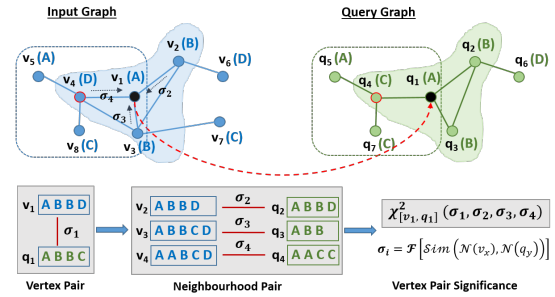 Input Graph
Query Graph
v2 (B)
v5 (A)
v6 (D)
v4 (D)
v1 (A)
σ4
σ2
σ3
v3 (B)
v7 (C)
v8 (C)
q2 (B)
q5 (A)
q6 (D)
q4 (C)
q1 (A)
q7 (C)
q3 (B)
v1 A B B D
σ1
q1 A B B C
Vertex Pair
v2 A B B D σ2 q2 A B B D
v3 A B B C D σ3 q3 A B B
v4 A A B C D σ4 q4 A A C C
Neighbourhood Pair
χ²[v1, q1] (σ1, σ2, σ3, σ4)
σi = F[Sim (N(vx), N(qy))]
Vertex Pair Significance